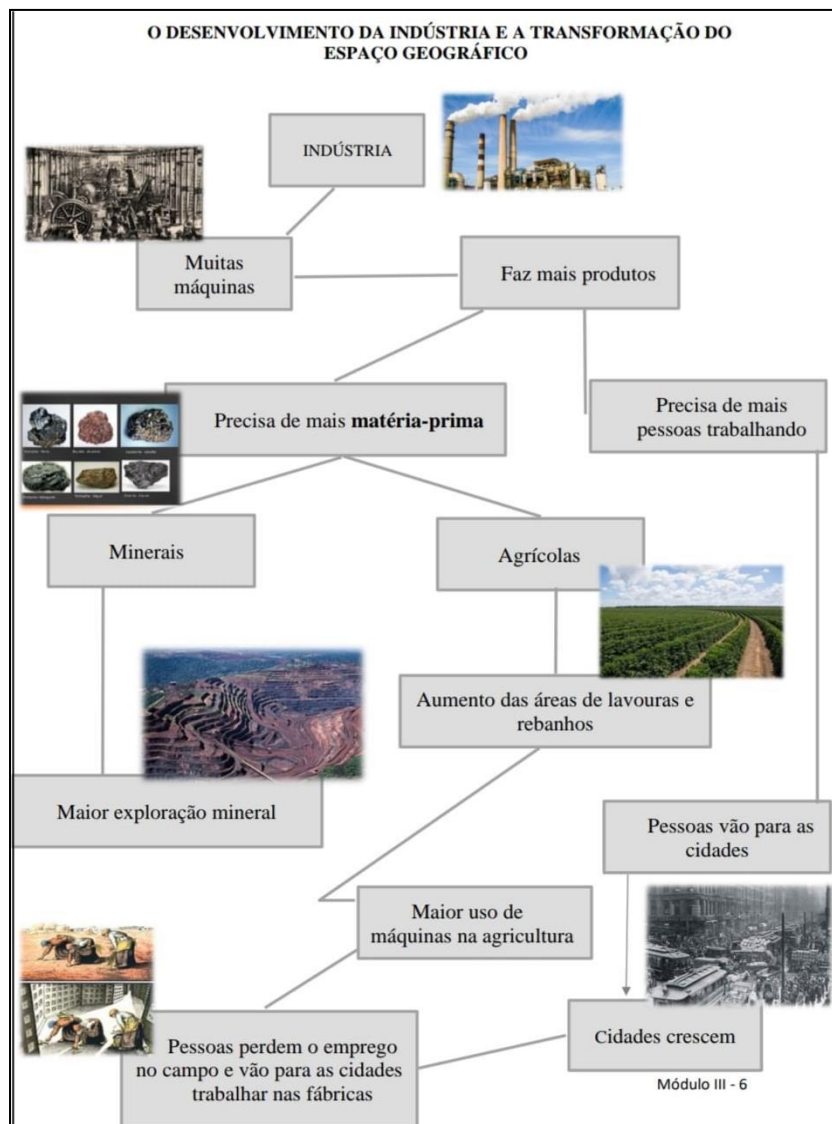 O DESENVOLVIMENTO DA INDÚSTRIA E A TRANSFORMAÇÃO DO
ESPAÇO GEOGRÁFICO
INDÚSTRIA
Muitas
máquinas
Faz mais produtos
Precisa de mais matéria-prima
Precisa de mais
pessoas trabalhando
Minerais
Agrícolas
Aumento das áreas de lavouras e
rebanhos
Maior exploração mineral
Pessoas vão para as
cidades
Maior uso de
máquinas na agricultura
Pessoas perdem o emprego
no campo e vão para as cidades
trabalhar nas fábricas
Cidades crescem
Módulo III - 6